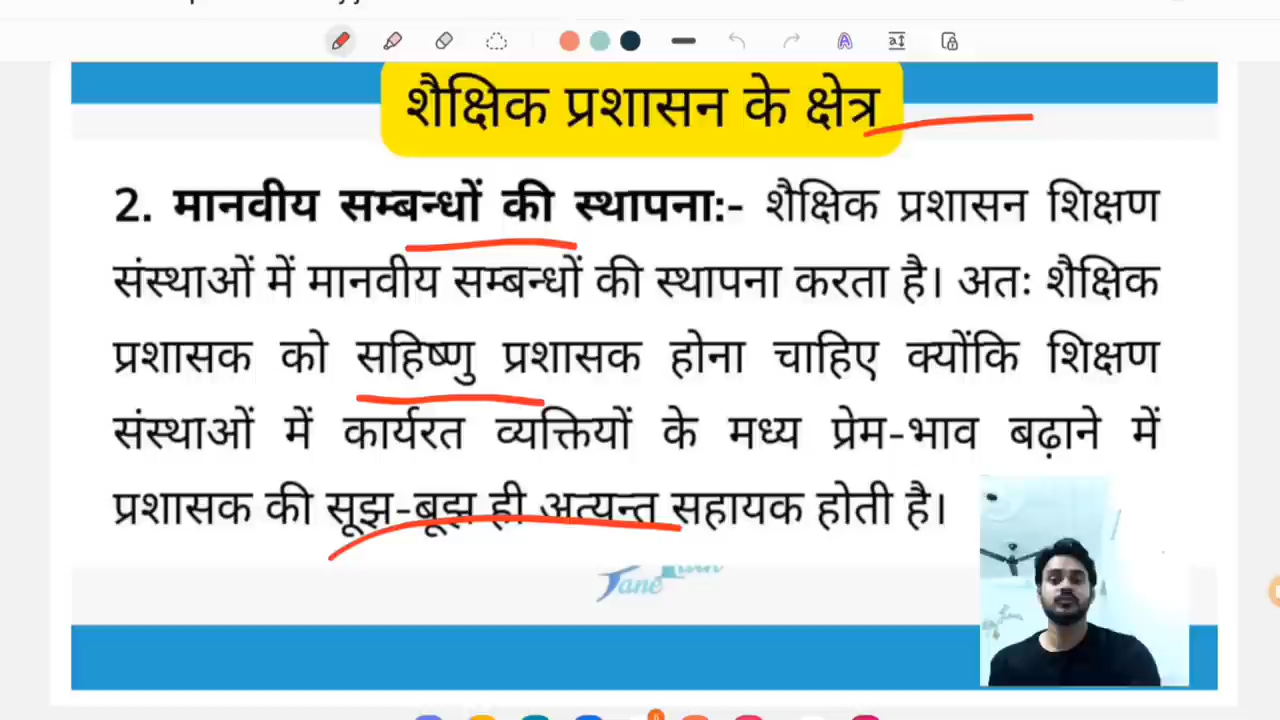 शैक्षिक प्रशासन के क्षेत्र
2. मानवीय सम्बन्धों की स्थापना:- शैक्षिक प्रशासन शिक्षण
संस्थाओं में मानवीय सम्बन्धों की स्थापना करता है। अतः शैक्षिक
प्रशासक को सहिष्णु प्रशासक होना चाहिए क्योंकि शिक्षण
संस्थाओं में कार्यरत व्यक्तियों के मध्य प्रेम-भाव बढ़ाने में
प्रशासक की सूझ-बूझ ही अत्यन्त सहायक होती है।